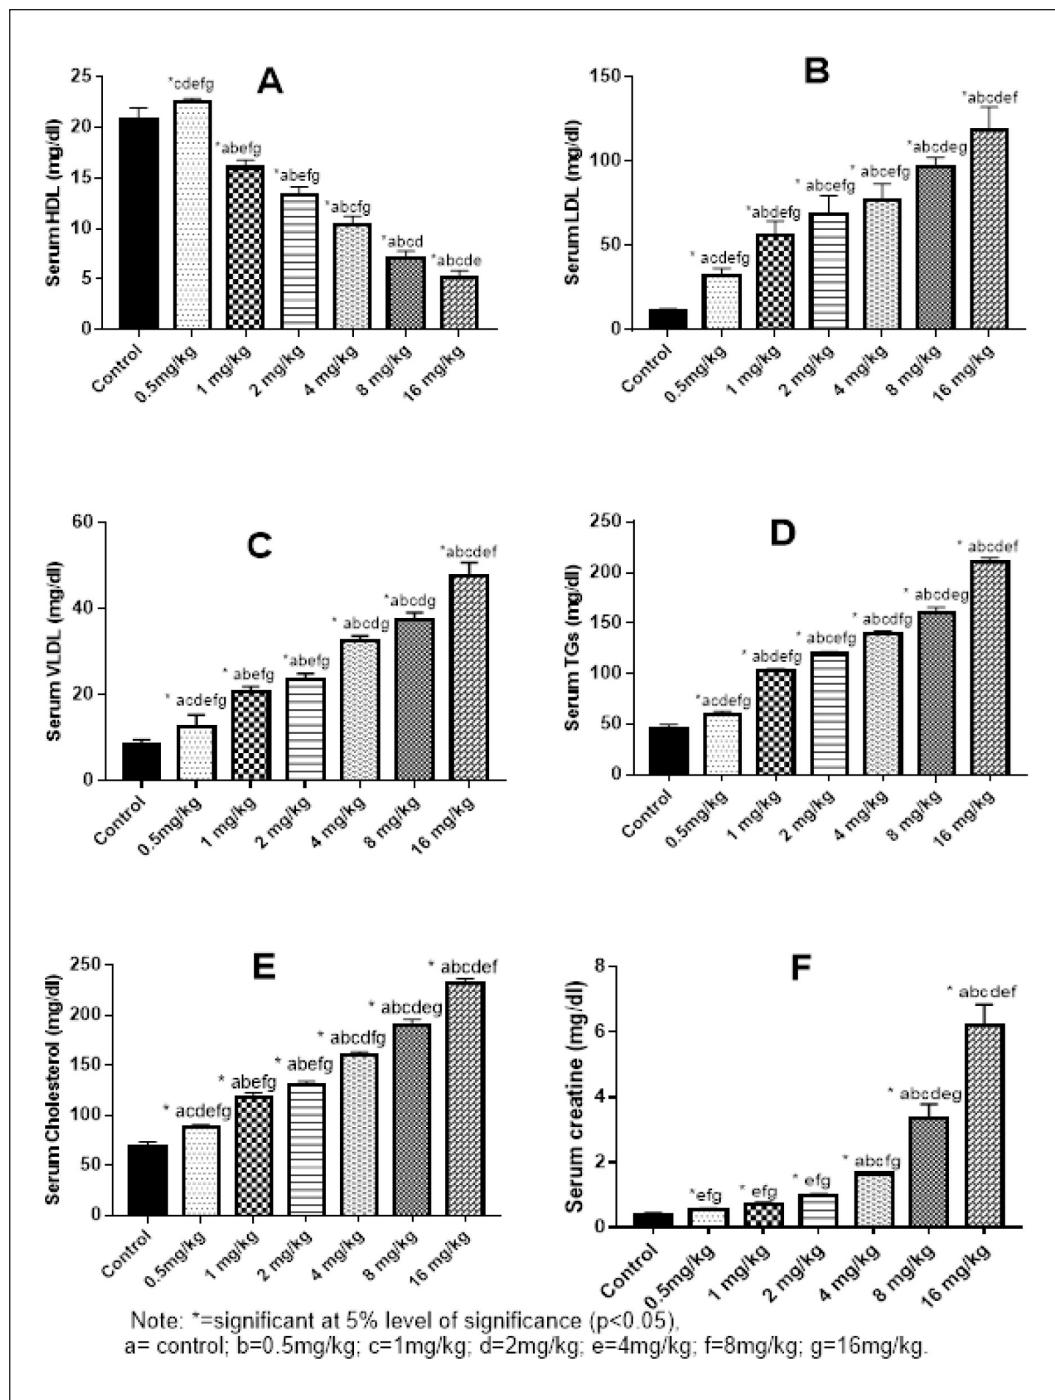 A
Serum HDL (mg/dl)
25
20
15
10
5
0
*cdefg
*abefg
*abefg
*abcfg
*abcd
*abcde
Control
0.5mg/kg
1 mg/kg
2 mg/kg
4 mg/kg
8 mg/kg
16 mg/kg
B
Serum LDL (mg/dl)
150
100
50
0
* acdefg
*abdefg
* abcefg
* abcefg
*abcdeg
*abcdef
Control
0.5mg/kg
1 mg/kg
2 mg/kg
4 mg/kg
8 mg/kg
16 mg/kg
C
Serum VLDL (mg/dl)
60
40
20
0
* acdefg
* abefg
*abefg
* abcdg
*abcdg
*abcdef
Control
0.5mg/kg
1 mg/kg
2 mg/kg
4 mg/kg
8 mg/kg
16 mg/kg
D
Serum TGs (mg/dl)
250
200
150
100
50
0
*acdefg
* abdefg
* abcefg
* abcdfg
* abcdeg
* abcdef
Control
0.5mg/kg
1 mg/kg
2 mg/kg
4 mg/kg
8 mg/kg
16 mg/kg
E
Serum Cholesterol (mg/dl)
250
200
150
100
50
0
* acdefg
* abefg
* abefg
* abcdfg
* abcdeg
* abcdef
Control
0.5mg/kg
1 mg/kg
2 mg/kg
4 mg/kg
8 mg/kg
16 mg/kg
F
Serum creatine (mg/dl)
8
6
4
2
0
*efg
* efg
* efg
* abcfg
* abcdeg
* abcdef
Control
0.5mg/kg
1 mg/kg
2 mg/kg
4 mg/kg
8 mg/kg
16 mg/kg
Note: *=significant at 5% level of significance (p<0.05),
a= control; b=0.5mg/kg; c=1mg/kg; d=2mg/kg; e=4mg/kg; f=8mg/kg; g=16mg/kg.